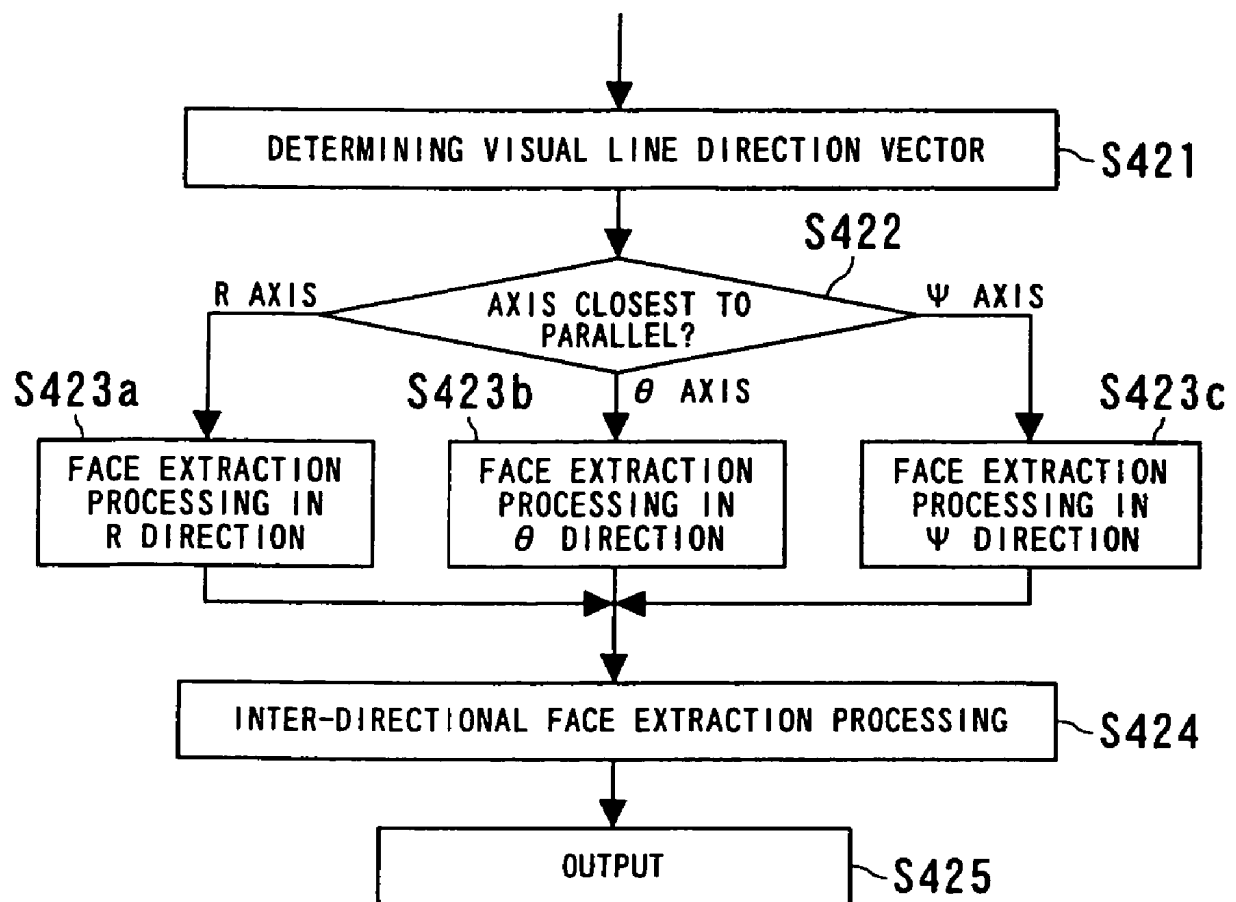 DETERMINING VISUAL LINE DIRECTION VECTOR
S421
S422
R AXIS
AXIS CLOSEST TO
PARALLEL?
Ψ AXIS
θ AXIS
S423a
S423b
S423c
FACE EXTRACTION
PROCESSING IN
R DIRECTION
FACE EXTRACTION
PROCESSING IN
θ DIRECTION
FACE EXTRACTION
PROCESSING IN
Ψ DIRECTION
INTER-DIRECTIONAL FACE EXTRACTION PROCESSING
S424
OUTPUT
S425